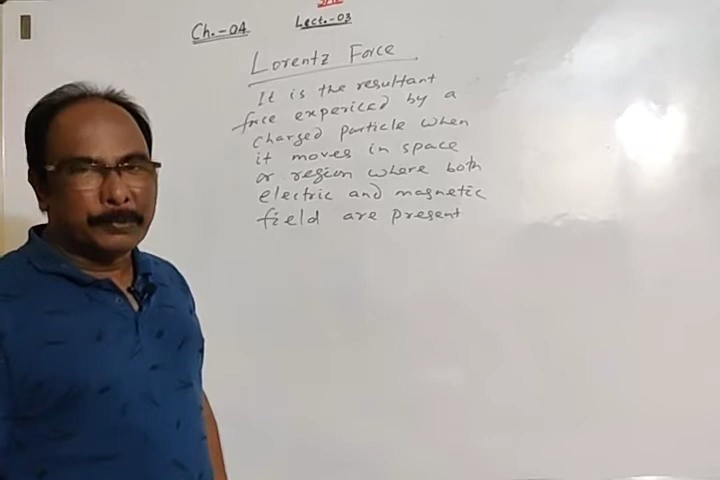 Ch.-04
Lect.-03
Lorentz Force
It is the resultant
force expericed by a
charged particle when
it moves in space
or region where both
electric and magnetic
field are present